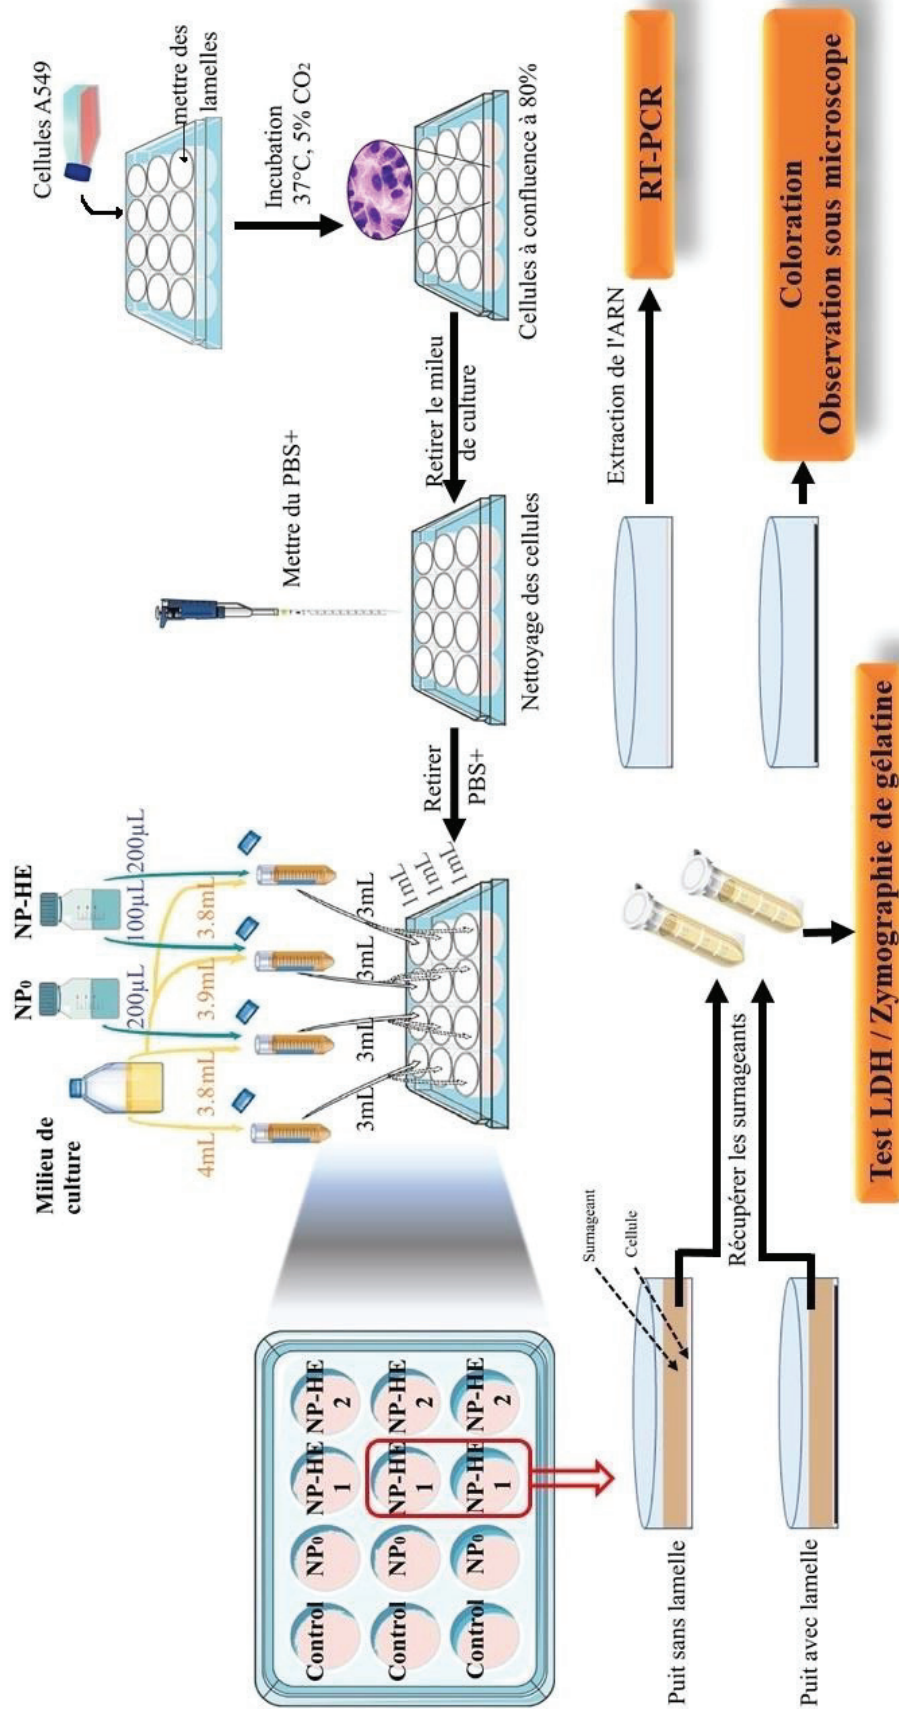 Cellules A549
mettre des
lamelles
Incubation
37°C, 5% CO₂
Cellules à confluence à 80%
Retirer le mileu
de culture
Mettre du PBS+
Nettoyage des cellules
Retirer
PBS+
Milieu de
culture
NP₀
NP-HE
200µL
100µL
200µL
4mL
3.8mL
3.9mL
3.8mL
3mL
3mL
3mL
3mL
1mL
1mL
1mL
Control
NP₀
NP-HE
1
NP-HE
2
Control
NP₀
NP-HE
1
NP-HE
2
Control
NP₀
NP-HE
1
NP-HE
2
Puit sans lamelle
Surnageant
Cellule
Puit avec lamelle
Récupérer les surnageants
Test LDH / Zymographie de gélatine
Extraction de l'ARN
RT-PCR
Coloration
Observation sous microscope